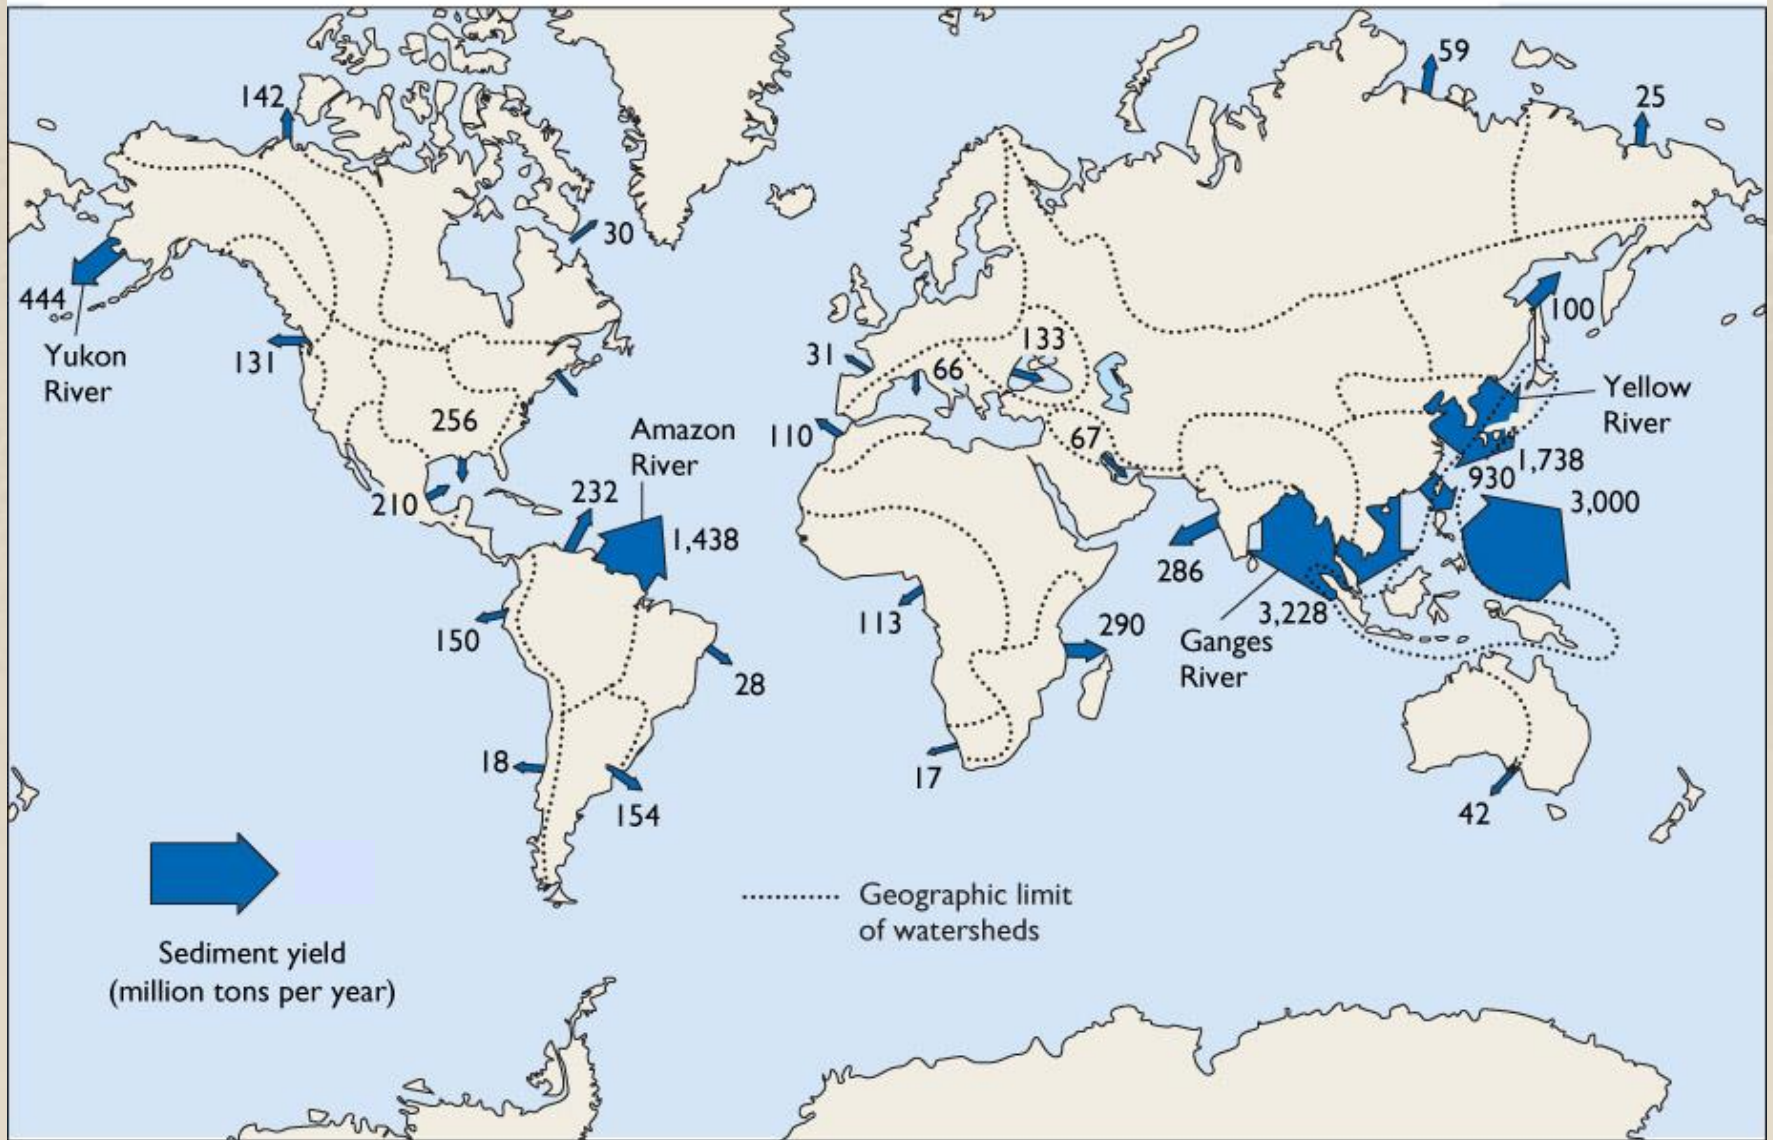 59
25
142
30
444
100
Yukon
River
131
31
133
66
Yellow
River
256
Amazon
River
110
67
210
232
1,438
930
1,738
3,000
286
113
150
290
3,228
Ganges
River
28
18
154
17
42
Sediment yield
(million tons per year)
Geographic limit
of watersheds